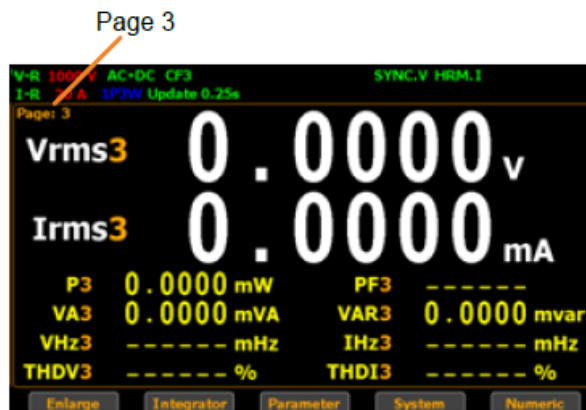 Page 3
V-R 1000 V AC+DC CF3 SYNC.V HRM.I
I-R 20 A 1P3W Update 0.25s
Page: 3
Vrms3 0.0000 V
Irms3 0.0000 mA
P3 0.0000 mW PF3 ------
VA3 0.0000 mVA VAR3 0.0000 mvar
VHz3 ------ mHz IHz3 ------ mHz
THDV3 ------ % THDI3 ------ %
Enlarge Integrator Parameter System Numeric